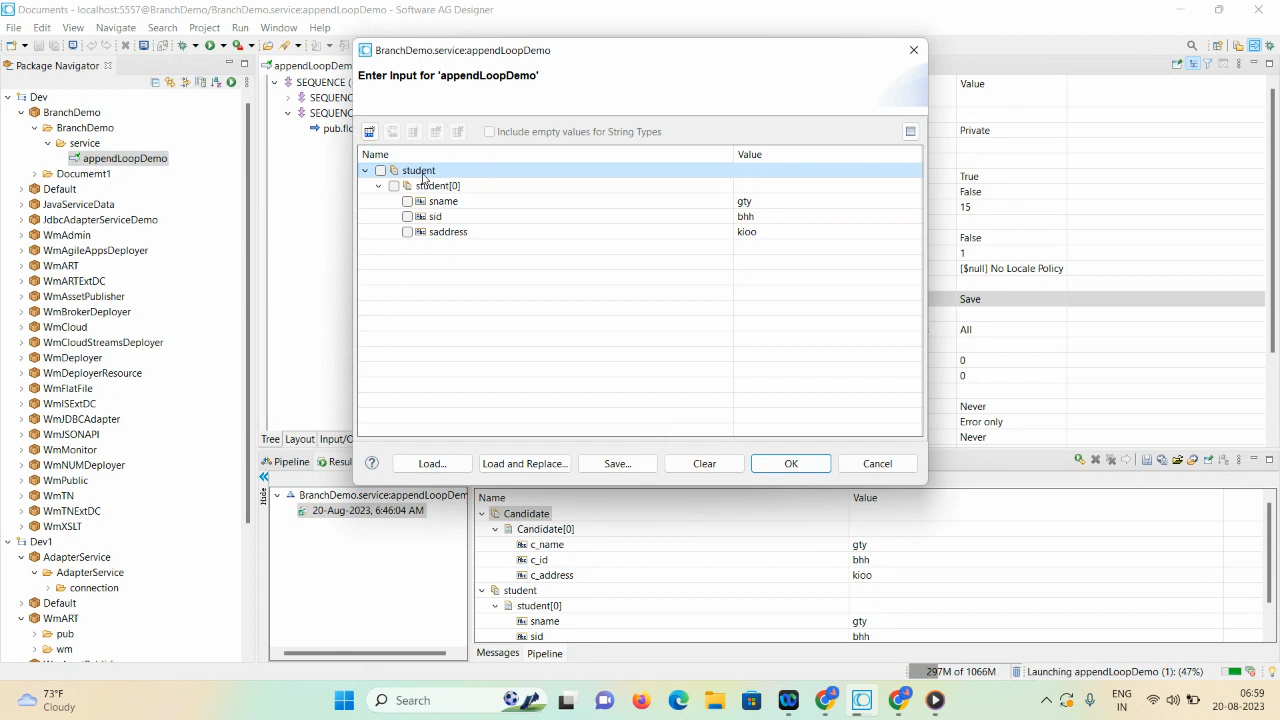 Documents - localhost:5557@BranchDemo/BranchDemo.service:appendLoopDemo - Software AG Designer
File Edit View Navigate Search Project Run Window Help
Package Navigator
Dev
BranchDemo
BranchDemo
service
appendLoopDemo
Documemt1
Default
JavaServiceData
JdbcAdapterServiceDemo
WmAdmin
WmAgileAppsDeployer
WmART
WmARTExtDC
WmAssetPublisher
WmBrokerDeployer
WmCloud
WmCloudStreamsDeployer
WmDeployer
WmDeployerResource
WmFlatFile
WmISExtDC
WmJDBCAdapter
WmJSONAPI
WmMonitor
WmNUMDeployer
WmPublic
WmTN
WmTNExtDC
WmXSLT
Dev1
AdapterService
AdapterService
connection
Default
WmART
pub
wm
appendLoopDem
SEQUENCE (
SEQUENC
SEQUENC
pub.flo
Tree Layout Input/O
BranchDemo.service:appendLoopDemo
Enter Input for 'appendLoopDemo'
Include empty values for String Types
Name Value
student
student[0]
sname gty
sid bhh
saddress kioo
Load... Load and Replace... Save... Clear OK Cancel
Value
Private
True
False
15
False
1
[$null] No Locale Policy
Save
All
0
0
Never
Error only
Never
Pipeline Resul
Hide
BranchDemo.service:appendLoopDem
20-Aug-2023, 6:46:04 AM
Name Value
Candidate
Candidate[0]
c_name gty
c_id bhh
c_address kioo
student
student[0]
sname gty
sid bhh
Messages Pipeline
297M of 1066M Launching appendLoopDemo (1): (47%)
73°F
Cloudy
Search
ENG
IN
06:59
20-08-2023